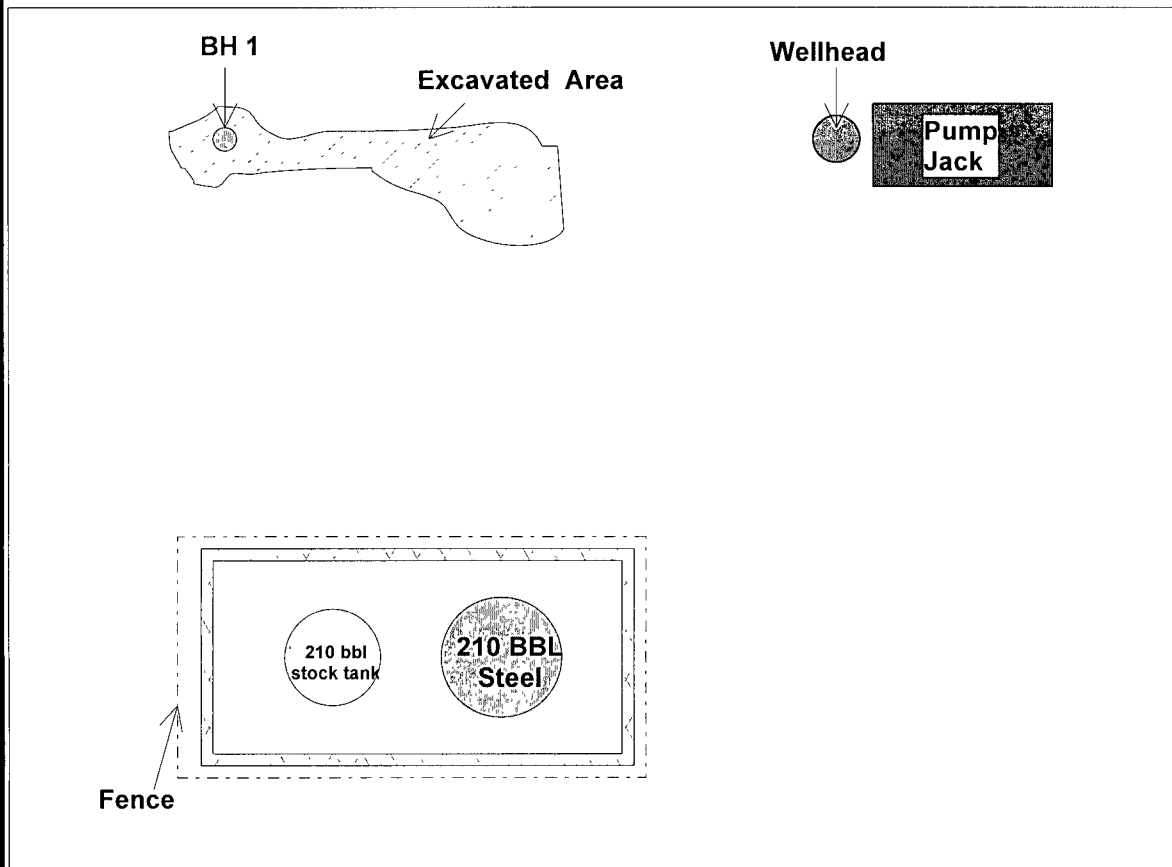 BH 1
Excavated Area
Wellhead
Pump
Jack
210 bbl
stock tank
210 BBL
Steel
Fence